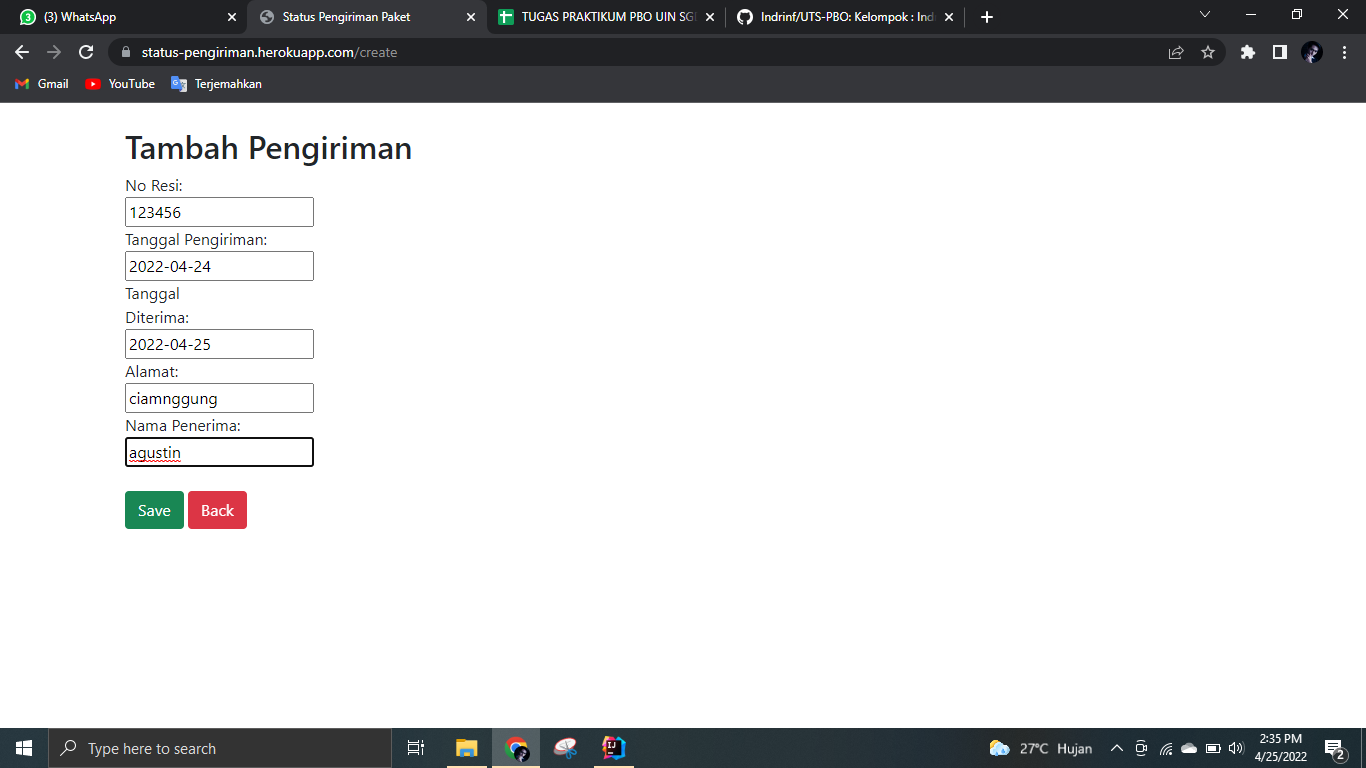 3 (3) WhatsApp
Status Pengiriman Paket
TUGAS PRAKTIKUM PBO UIN SG
Indrinf/UTS-PBO: Kelompok : Ind
status-pengiriman.herokuapp.com/create
Gmail
YouTube
Terjemahkan
Tambah Pengiriman
No Resi:
123456
Tanggal Pengiriman:
2022-04-24
Tanggal
Diterima:
2022-04-25
Alamat:
ciamnggung
Nama Penerima:
agustin
Save Back
Type here to search
27°C Hujan
2:35 PM
4/25/2022
2